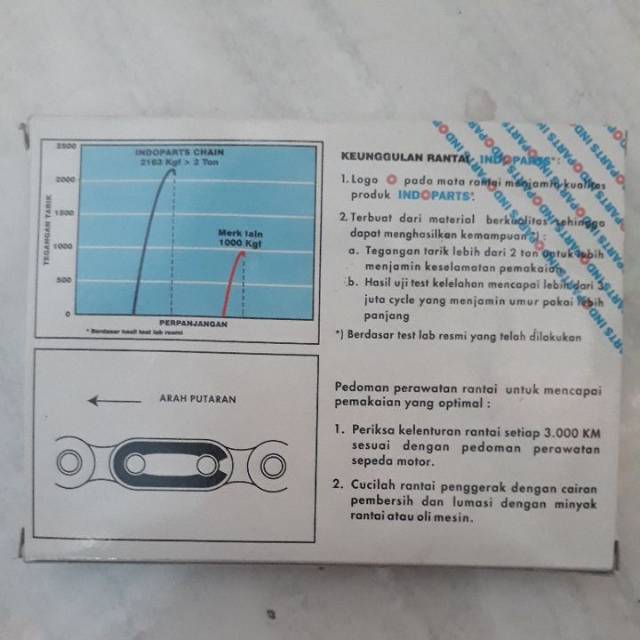 INDOPARTS CHAIN
2163 Kgf > 2 Ton
2500
2000
1500
1000
500
0
TEGANGAN TARIK
Merk lain
1000 Kgf
PERPANJANGAN
* Berdasar hasil test lab resmi
KEUNGGULAN RANTAI INDOPARTS*:
1. Logo pada mata rantai menjamin kualitas
produk INDOPARTS*.
2. Terbuat dari material berkualitas sehingga
dapat menghasilkan kemampuan *) :
a. Tegangan tarik lebih dari 2 ton untuk lebih
menjamin keselamatan pemakaian
b. Hasil uji test kelelahan mencapai lebih dari
juta cycle yang menjamin umur pakai lebih
panjang
*) Berdasar test lab resmi yang telah dilakukan
ARAH PUTARAN
Pedoman perawatan rantai untuk mencapai
pemakaian yang optimal :
1. Periksa kelenturan rantai setiap 3.000 KM
sesuai dengan pedoman perawatan
sepeda motor.
2. Cucilah rantai penggerak dengan cairan
pembersih dan lumasi dengan minyak
rantai atau oli mesin.